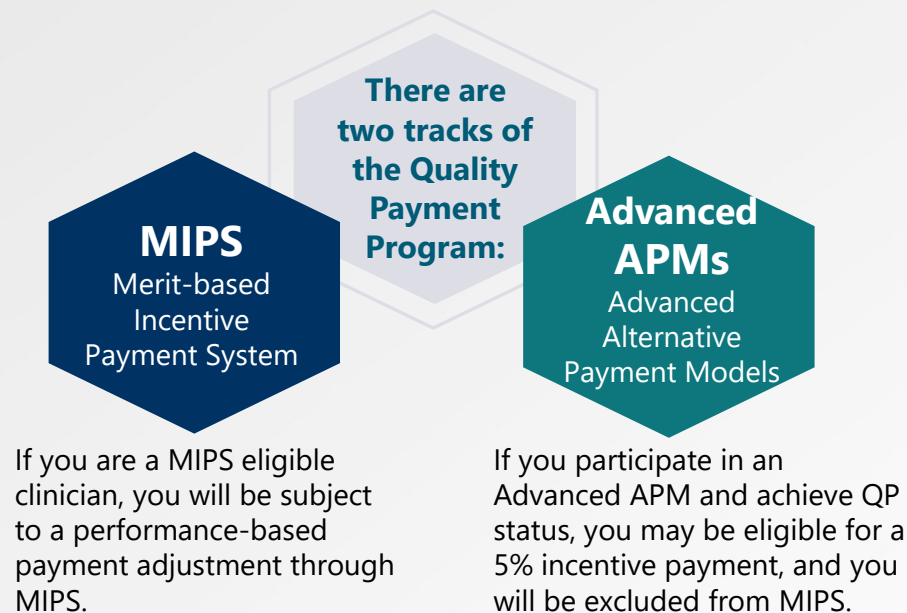 There are
two tracks of
the Quality
Payment
Program:
MIPS
Merit-based
Incentive
Payment System
Advanced
APMs
Advanced
Alternative
Payment Models
If you are a MIPS eligible
clinician, you will be subject
to a performance-based
payment adjustment through
MIPS.
If you participate in an
Advanced APM and achieve QP
status, you may be eligible for a
5% incentive payment, and you
will be excluded from MIPS.